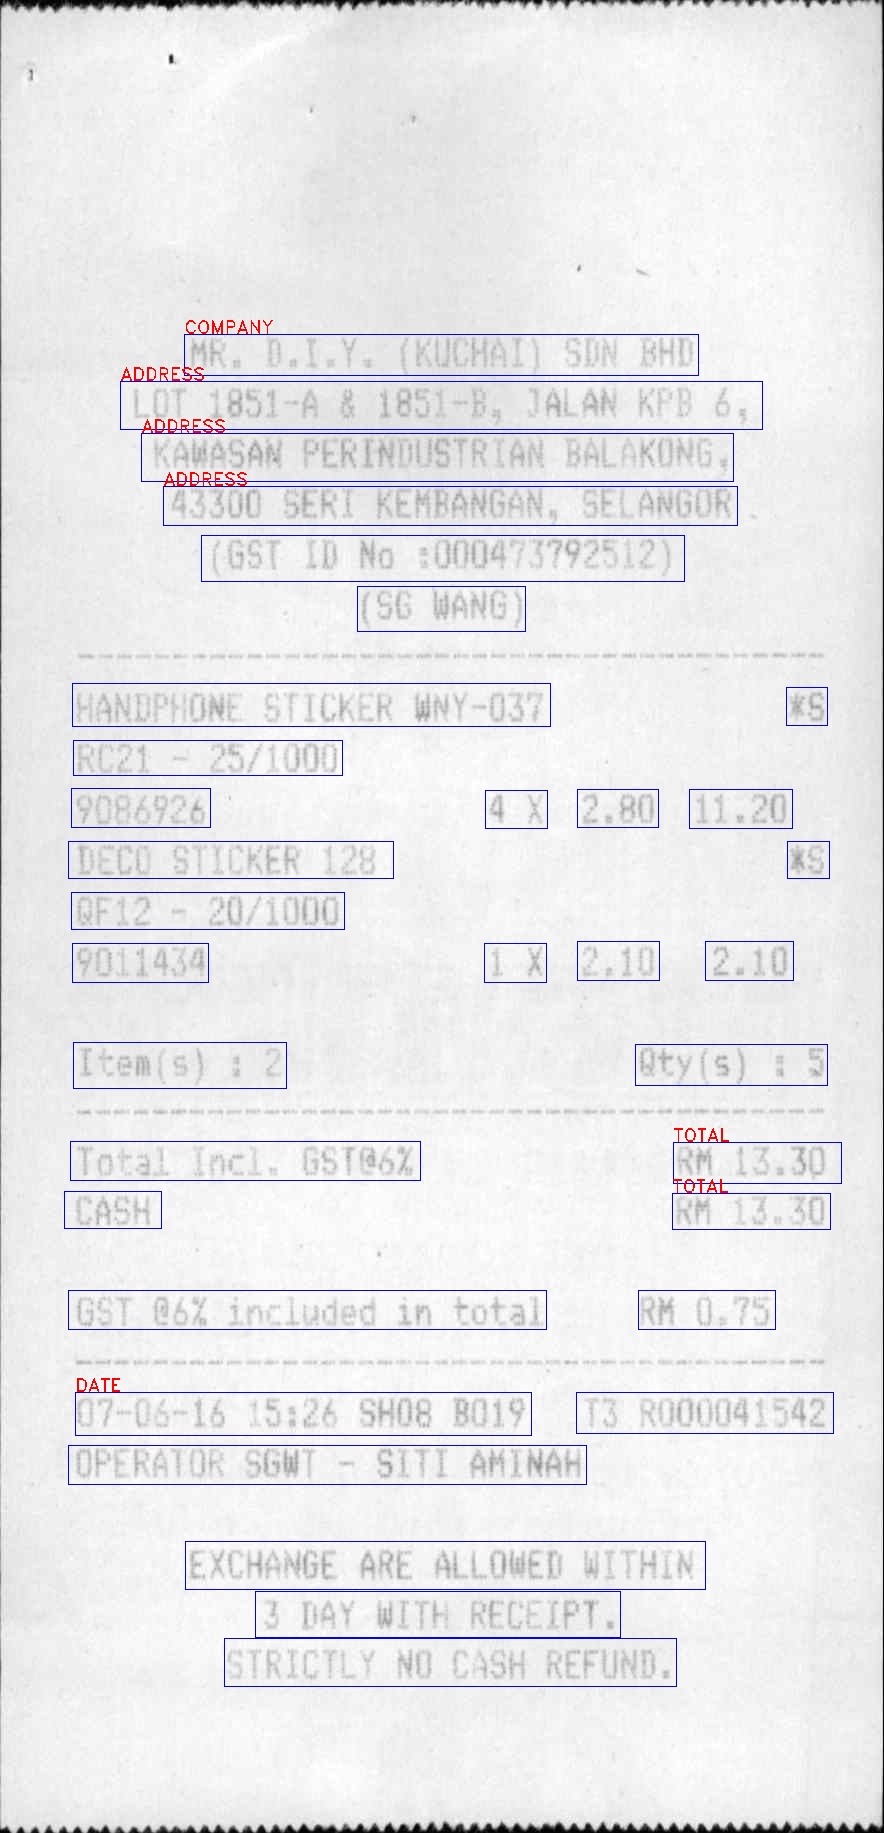 COMPANY
MR. D.I.Y. (KUCHAI) SDN BHD
ADDRESS
LOT 1851-A & 1851-B, JALAN KPB 6,
ADDRESS
KAWASAN PERINDUSTRIAN BALAKONG,
ADDRESS
43300 SERI KEMBANGAN, SELANGOR
(GST ID No :000473792512)
(SG WANG)
HANDPHONE STICKER WNY-037 *S
RC21 - 25/1000
9086926 4 X 2.80 11.20
DECO STICKER 128 *S
QF12 - 20/1000
9011434 1 X 2.10 2.10
Item(s) : 2 Qty(s) : 5
TOTAL
Total Incl. GST@6% RM 13.30
TOTAL
CASH RM 13.30
GST @6% included in total RM 0.75
DATE
07-06-16 15:26 SH08 B019 T3 R000041542
OPERATOR SGWT - SITI AMINAH
EXCHANGE ARE ALLOWED WITHIN
3 DAY WITH RECEIPT.
STRICTLY NO CASH REFUND.